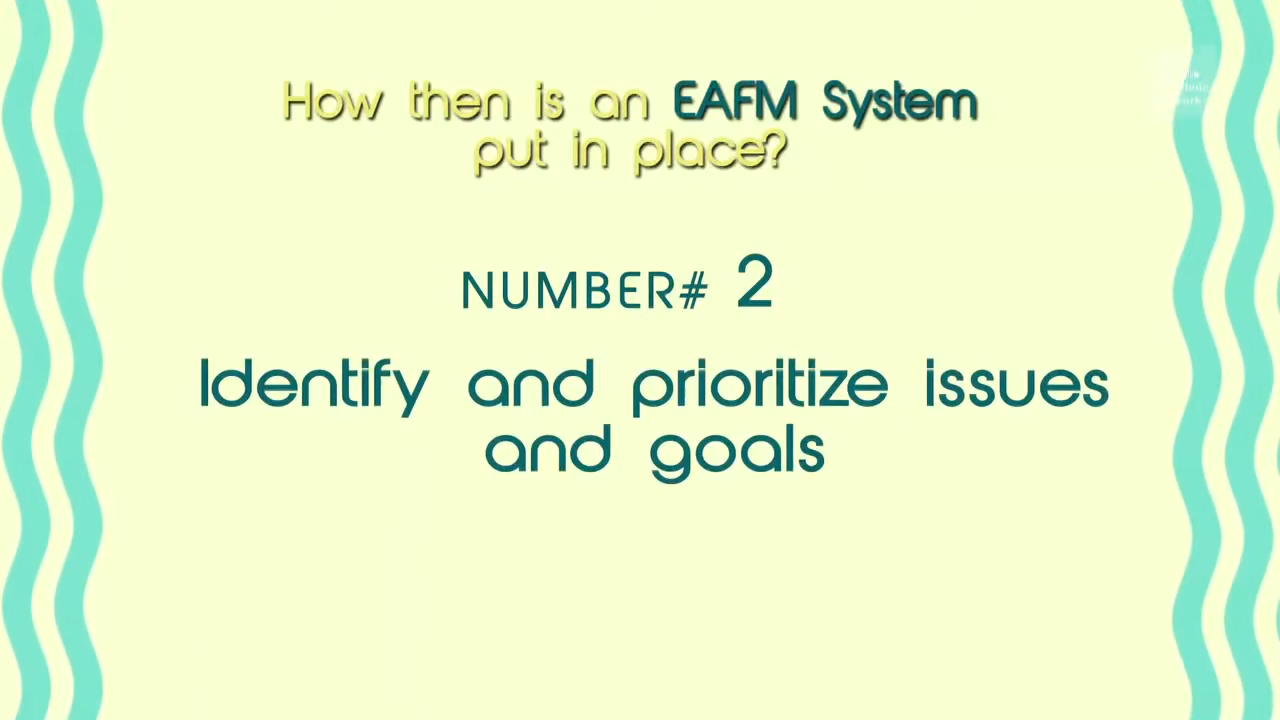 How then is an EAFM System
put in place?
NUMBER# 2
Identify and prioritize issues
and goals